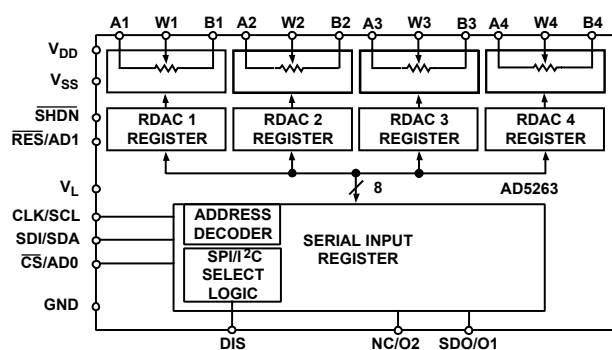 A1 W1 B1 A2 W2 B2 A3 W3 B3 A4 W4 B4
VDD
VSS
SHDN
RES/AD1
RDAC 1
REGISTER
RDAC 2
REGISTER
RDAC 3
REGISTER
RDAC 4
REGISTER
VL
8
AD5263
CLK/SCL
SDI/SDA
CS/AD0
ADDRESS
DECODER
SERIAL INPUT
REGISTER
SPI/I²C
SELECT
LOGIC
GND
DIS
NC/O2
SDO/O1